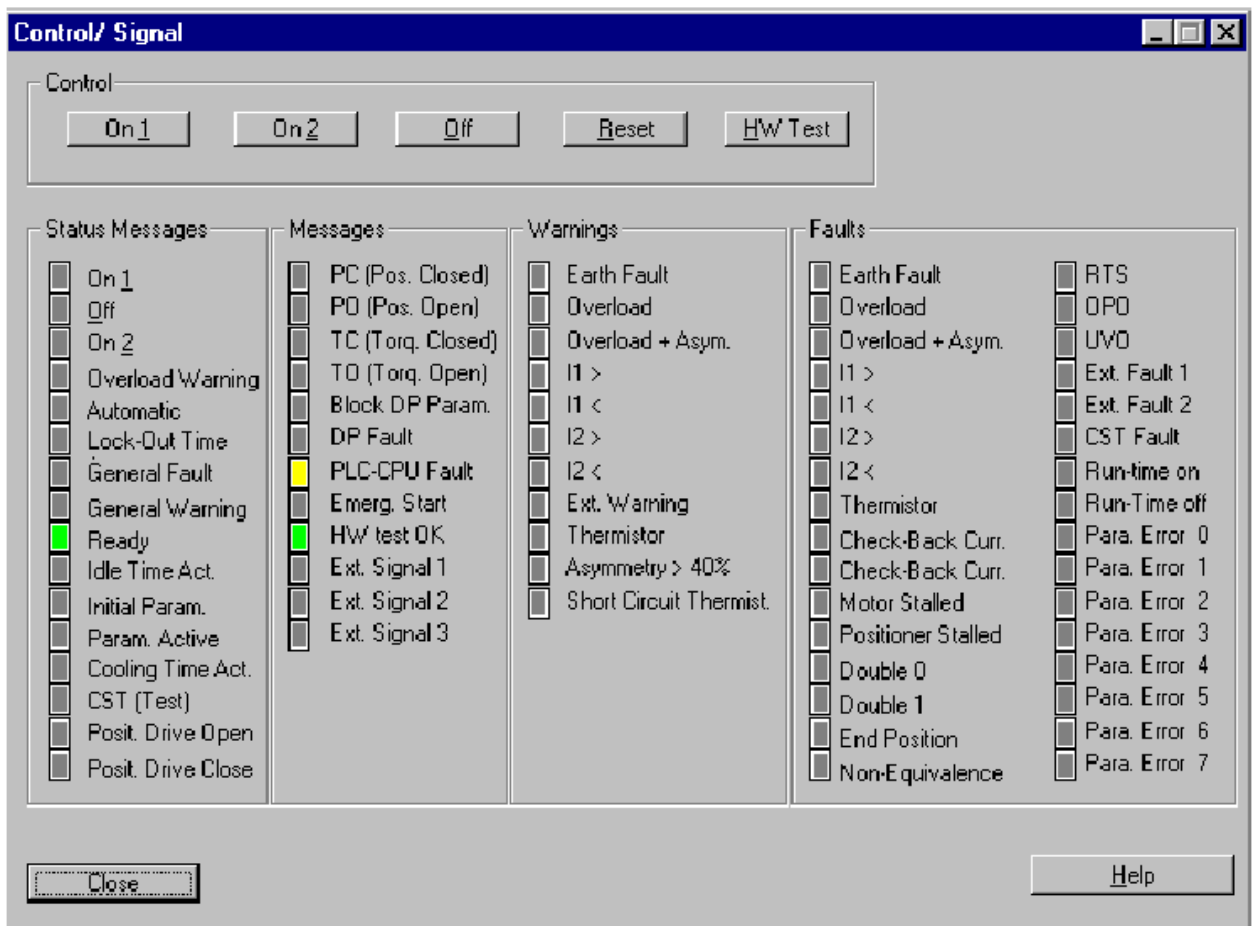 Control/ Signal
Control
On 1
On 2
Off
Reset
HW Test
Status Messages
On 1
Off
On 2
Overload Warning
Automatic
Lock-Out Time
General Fault
General Warning
Ready
Idle Time Act.
Initial Param.
Param. Active
Cooling Time Act.
CST (Test)
Posit. Drive Open
Posit. Drive Close
Messages
PC (Pos. Closed)
PO (Pos. Open)
TC (Torq. Closed)
TO (Torq. Open)
Block DP Param.
DP Fault
PLC-CPU Fault
Emerg. Start
HW test OK
Ext. Signal 1
Ext. Signal 2
Ext. Signal 3
Warnings
Earth Fault
Overload
Overload + Asym.
I1 >
I1 <
I2 >
I2 <
Ext. Warning
Thermistor
Asymmetry > 40%
Short Circuit Thermist.
Faults
Earth Fault
Overload
Overload + Asym.
I1 >
I1 <
I2 >
I2 <
Thermistor
Check-Back Curr.
Check-Back Curr.
Motor Stalled
Positioner Stalled
Double 0
Double 1
End Position
Non-Equivalence
RTS
OPO
UVO
Ext. Fault 1
Ext. Fault 2
CST Fault
Run-time on
Run-Time off
Para. Error 0
Para. Error 1
Para. Error 2
Para. Error 3
Para. Error 4
Para. Error 5
Para. Error 6
Para. Error 7
Close
Help